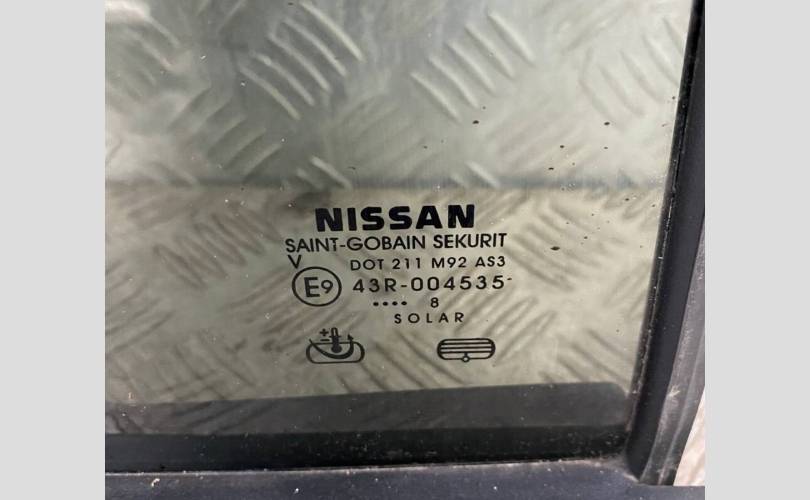 NISSAN
SAINT-GOBAIN SEKURIT
V
DOT 211 M92 AS3
E9 43R-004535
•••• 8
SOLAR